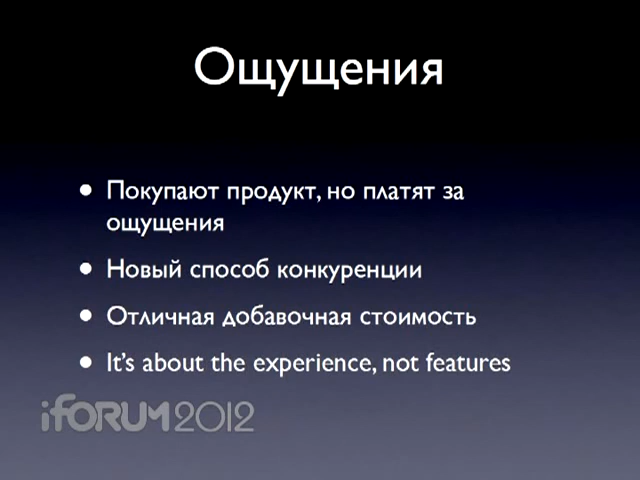 Ощущения
• Покупают продукт, но платят за
ощущения
• Новый способ конкуренции
• Отличная добавочная стоимость
• It's about the experience, not features
iFORUM2012